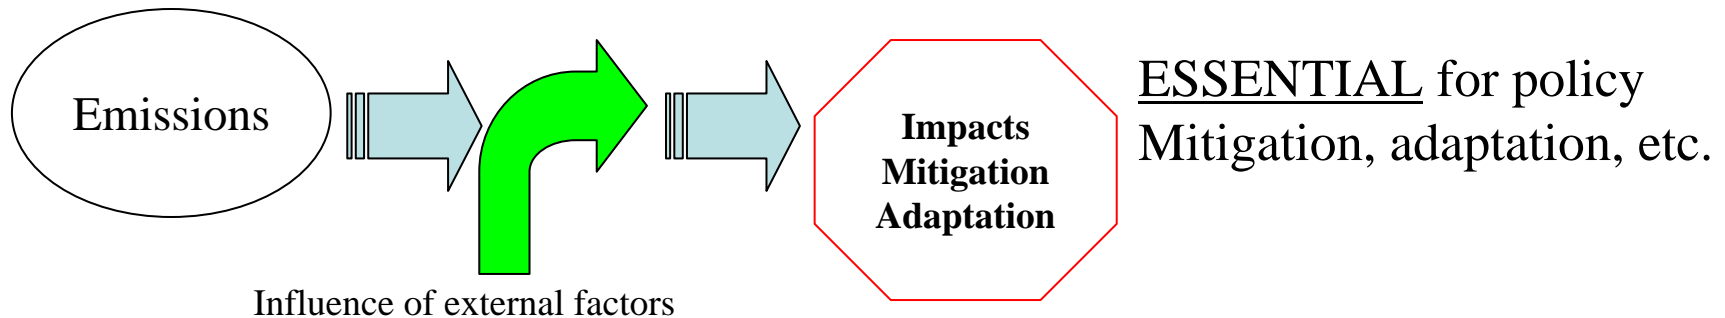 Emissions
Impacts
Mitigation
Adaptation
ESSENTIAL for policy
Mitigation, adaptation, etc.
Influence of external factors